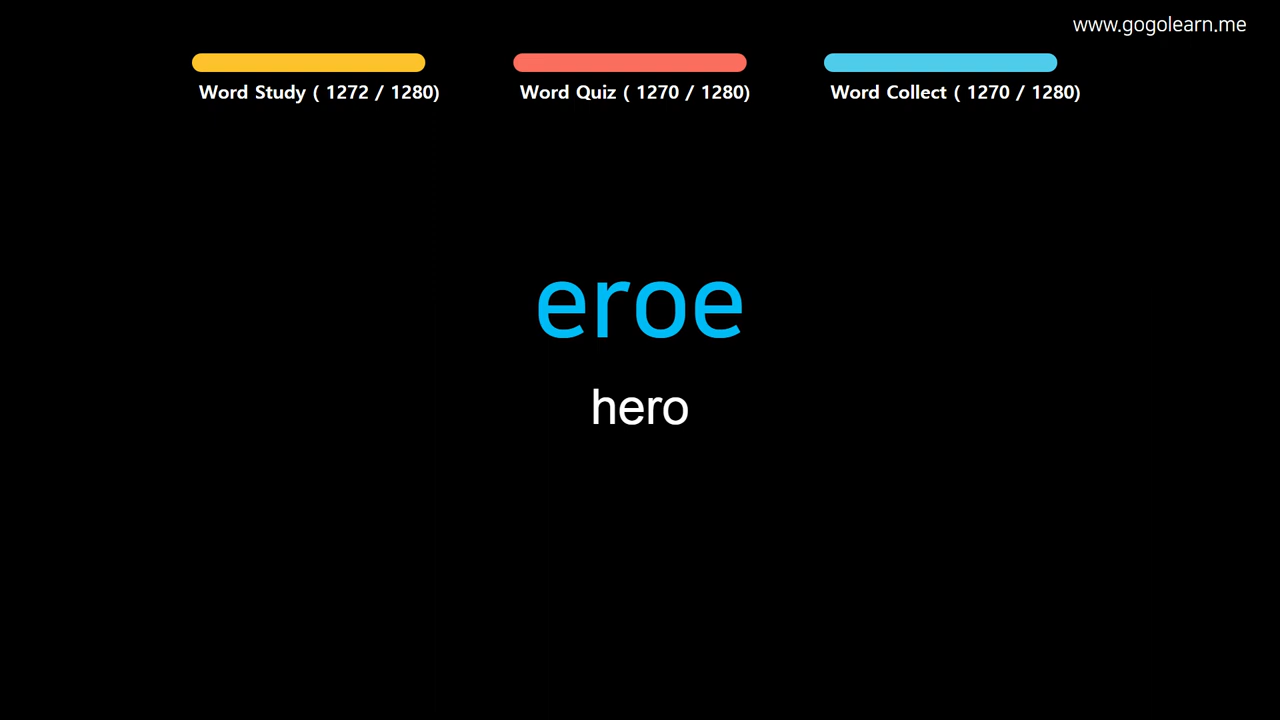 www.gogolearn.me
Word Study ( 1272 / 1280)
Word Quiz ( 1270 / 1280)
Word Collect ( 1270 / 1280)
eroe
hero